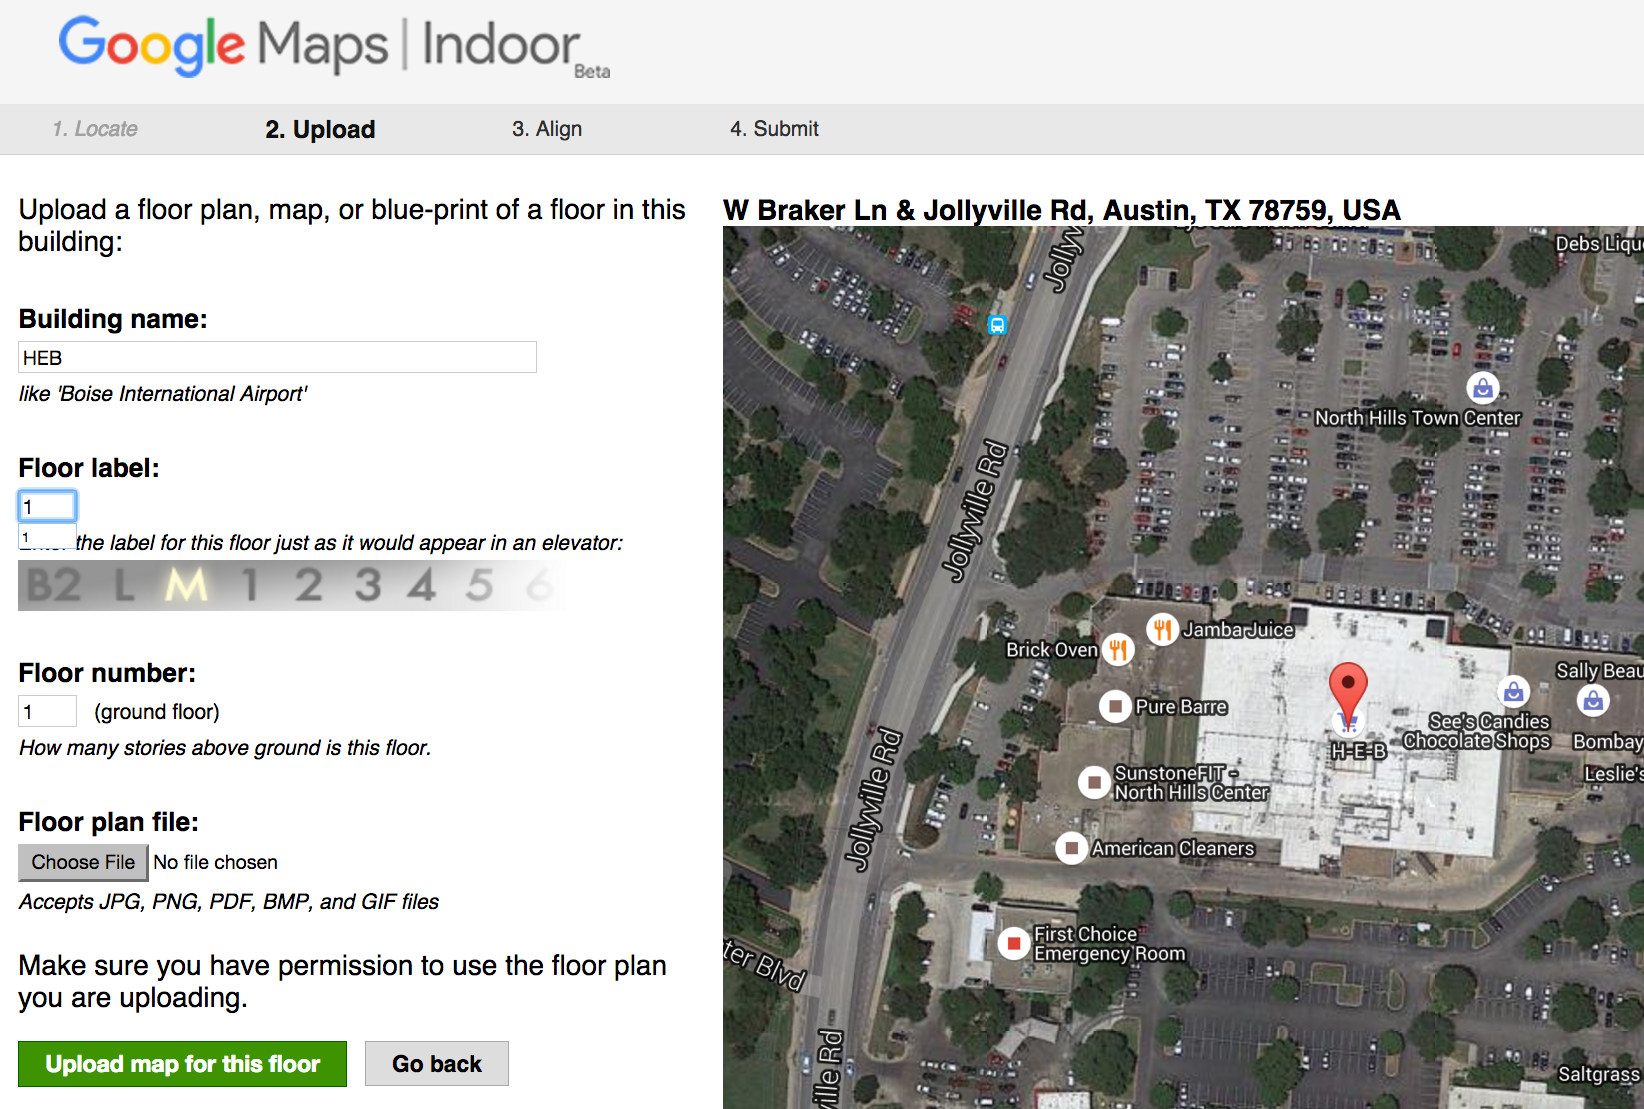 Google Maps | Indoor
Beta
1. Locate
2. Upload
3. Align
4. Submit
Upload a floor plan, map, or blue-print of a floor in this
building:
Building name:
HEB
like 'Boise International Airport'
Floor label:
1
1
the label for this floor just as it would appear in an elevator:
B2 L M 1 2 3 4 5 6
Floor number:
1 (ground floor)
How many stories above ground is this floor.
Floor plan file:
Choose File No file chosen
Accepts JPG, PNG, PDF, BMP, and GIF files
Make sure you have permission to use the floor plan
you are uploading.
Upload map for this floor
Go back
W Braker Ln & Jollyville Rd, Austin, TX 78759, USA
Jollyv
Debs Liqu
North Hills Town Center
Jollyville Rd
Jamba Juice
Brick Oven
Pure Barre
Sally Beau
See's Candies
Chocolate Shops
Bombay
H-E-B
Leslie's
SunstoneFIT -
North Hills Center
Jollyville Rd
American Cleaners
First Choice
Emergency Room
ter Blvd
ville Rd
Saltgrass